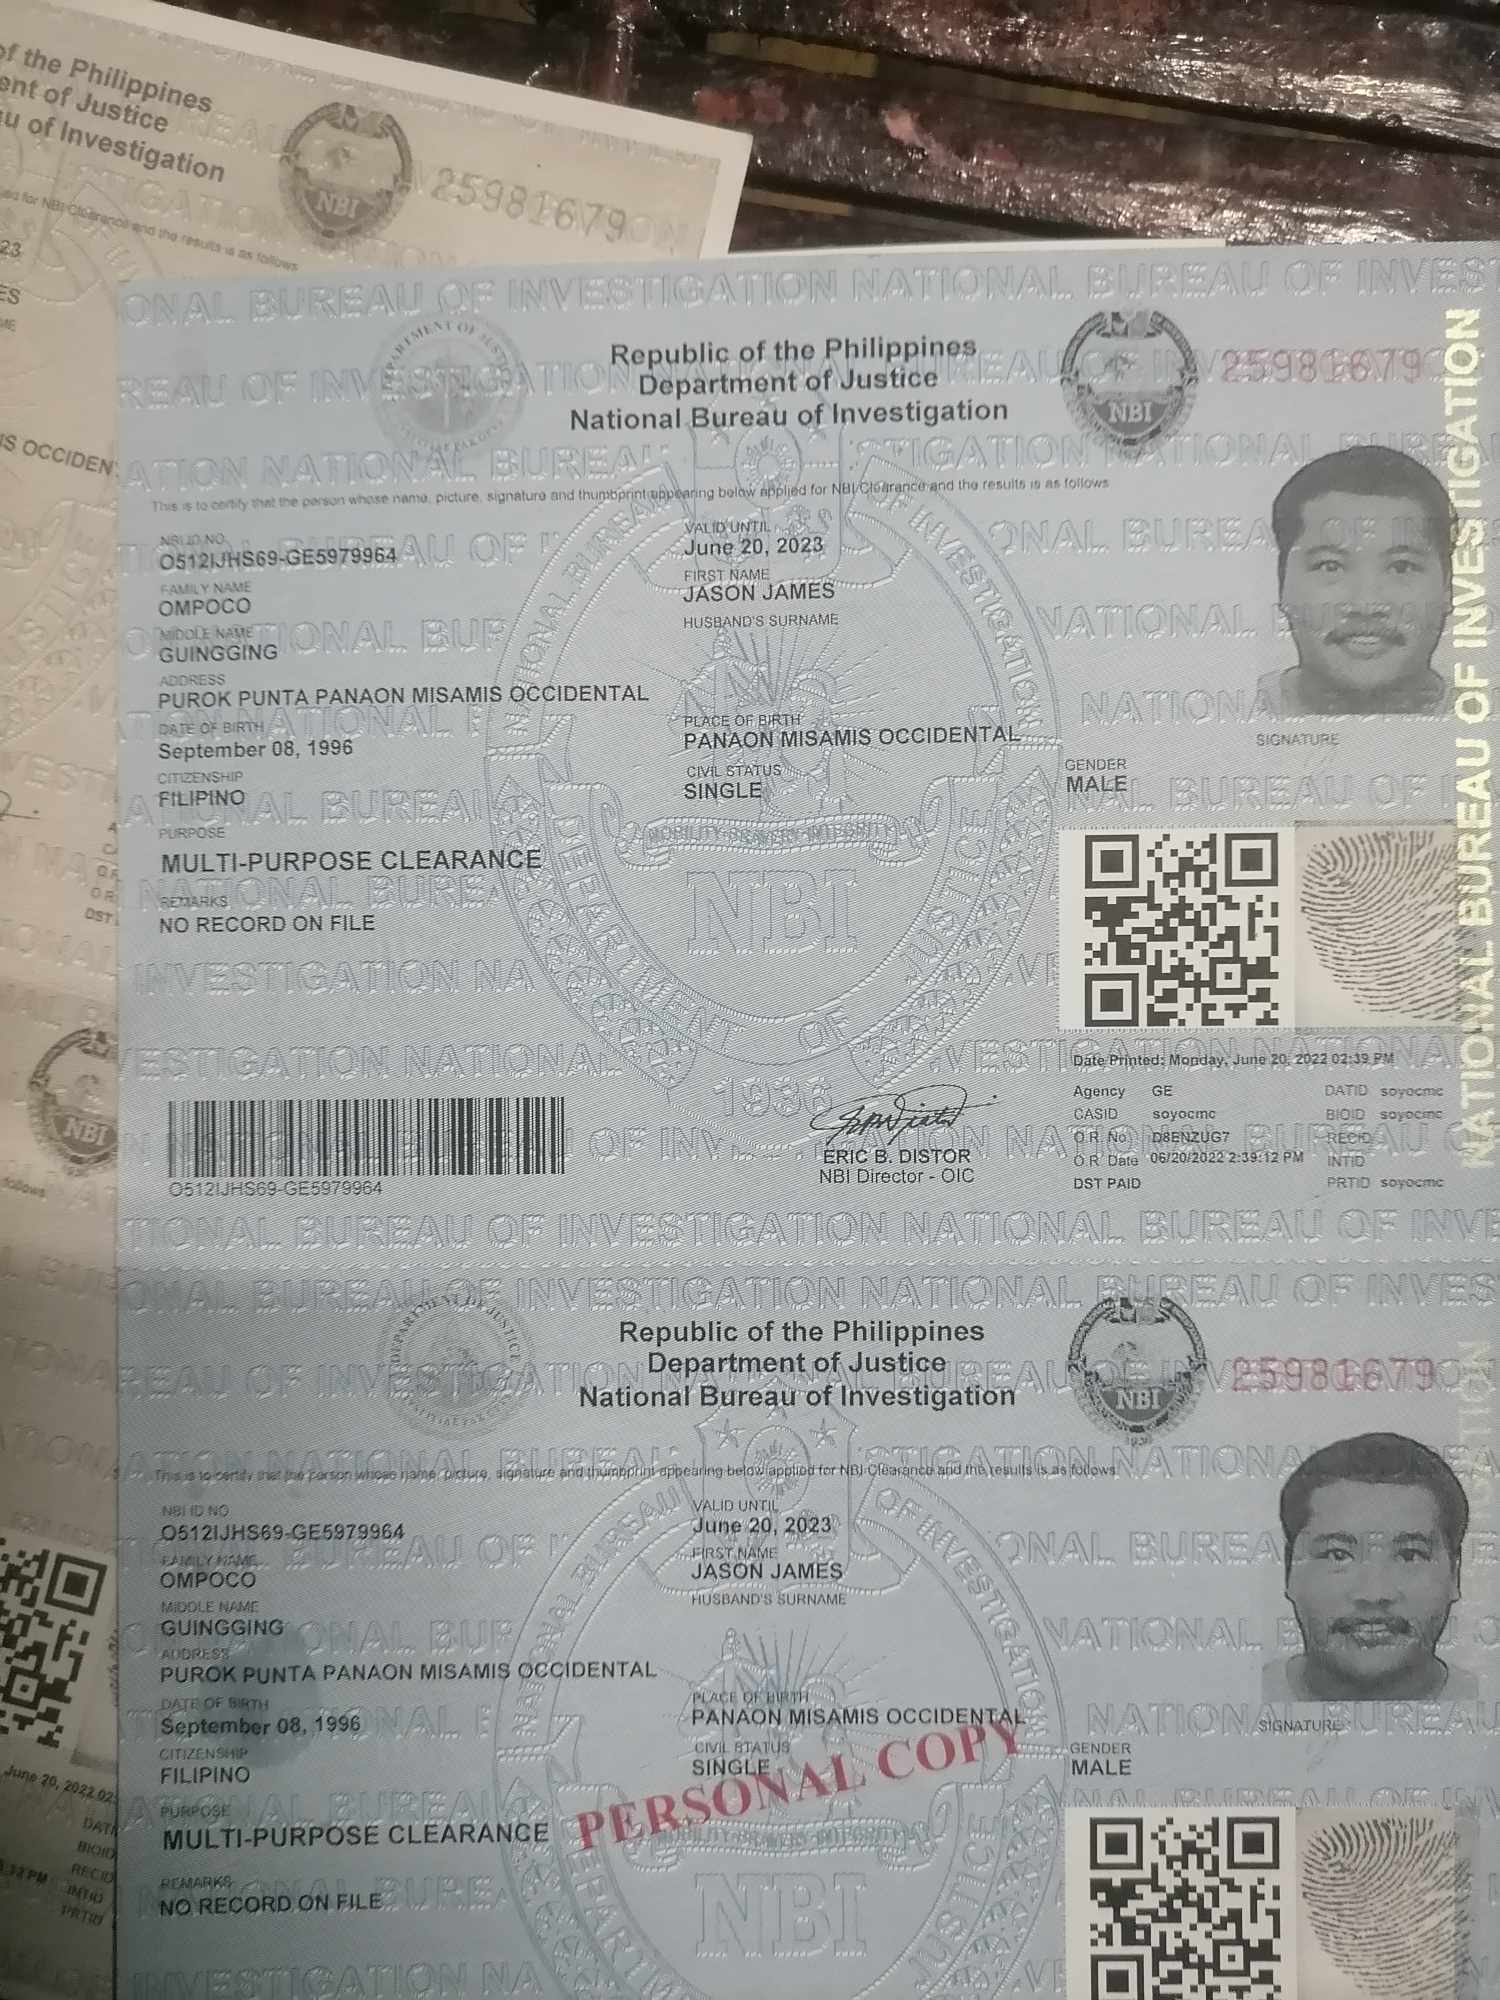 of the Philippines
ent of Justice
u of Investigation
25981679
ed for NBI Clearance and the results is as follows
23
ES
IS OCCIDEN
NATIONAL BUREAU OF INVESTIGATION
Republic of the Philippines
Department of Justice
National Bureau of Investigation
NBI
25981679
This is to certify that the person whose name, picture, signature and thumbprint appearing below applied for NBI Clearance and the results is as follows
NBI ID NO.
O512IJHS69-GE5979964
VALID UNTIL
June 20, 2023
FAMILY NAME
OMPOCO
FIRST NAME
JASON JAMES
MIDDLE NAME
GUINGGING
HUSBAND'S SURNAME
ADDRESS
PUROK PUNTA PANAON MISAMIS OCCIDENTAL
DATE OF BIRTH
September 08, 1996
PLACE OF BIRTH
PANAON MISAMIS OCCIDENTAL
SIGNATURE
CITIZENSHIP
FILIPINO
CIVIL STATUS
SINGLE
GENDER
MALE
PURPOSE
MULTI-PURPOSE CLEARANCE
REMARKS
NO RECORD ON FILE
MOBILITY BRAVERY INTEGRITY
NBI
DEPARTMENT OF JUSTICE
1936
Date Printed: Monday, June 20, 2022 02:39 PM
Agency GE DATID soyocmc
CASID soyocmc BIOID soyocmc
O.R. No. D8ENZUG7 RECID
O.R. Date 06/20/2022 2:39:12 PM INTID
DST PAID PRTID soyocmc
O512IJHS69-GE5979964
ERIC B. DISTOR
NBI Director - OIC
Republic of the Philippines
Department of Justice
National Bureau of Investigation
NBI
25981679
This is to certify that the person whose name, picture, signature and thumbprint appearing below applied for NBI Clearance and the results is as follows
NBI ID NO
O512IJHS69-GE5979964
VALID UNTIL
June 20, 2023
FAMILY NAME
OMPOCO
FIRST NAME
JASON JAMES
MIDDLE NAME
GUINGGING
HUSBAND'S SURNAME
ADDRESS
PUROK PUNTA PANAON MISAMIS OCCIDENTAL
DATE OF BIRTH
September 08, 1996
PLACE OF BIRTH
PANAON MISAMIS OCCIDENTAL
SIGNATURE
CITIZENSHIP
FILIPINO
CIVIL STATUS
SINGLE
GENDER
MALE
PERSONAL COPY
PURPOSE
MULTI-PURPOSE CLEARANCE
REMARKS
NO RECORD ON FILE
NBI